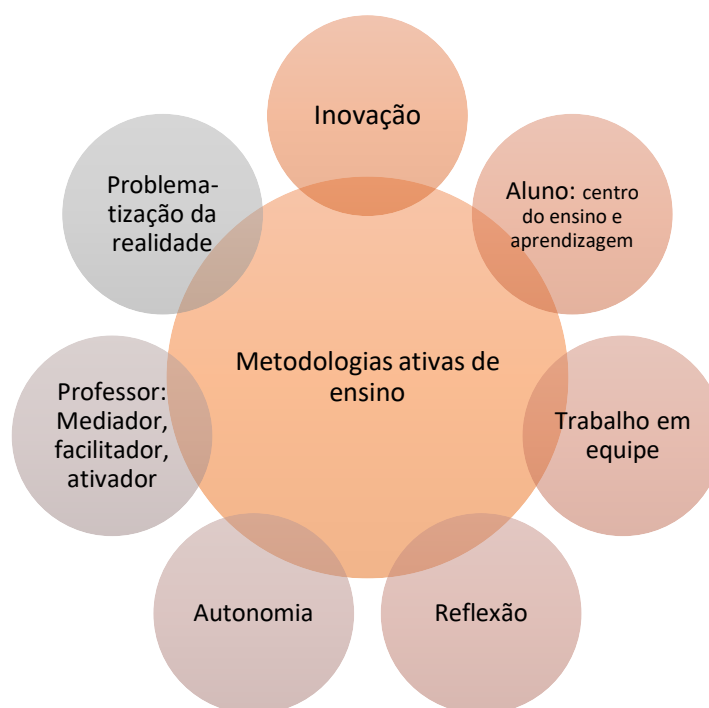 Inovação
Aluno: centro
do ensino e
aprendizagem
Trabalho em
equipe
Reflexão
Autonomia
Professor:
Mediador,
facilitador,
ativador
Problema-
tização da
realidade
Metodologias ativas de
ensino